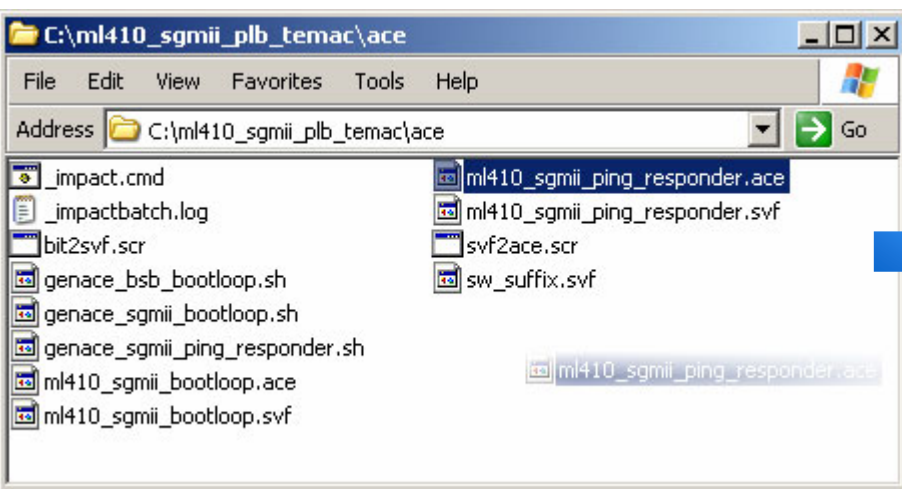 C:\ml410_sgmii_plb_temac\ace
File Edit View Favorites Tools Help
Address C:\ml410_sgmii_plb_temac\ace Go
_impact.cmd
_impactbatch.log
bit2svf.scr
genace_bsb_bootloop.sh
genace_sgmii_bootloop.sh
genace_sgmii_ping_responder.sh
ml410_sgmii_bootloop.ace
ml410_sgmii_bootloop.svf
ml410_sgmii_ping_responder.ace
ml410_sgmii_ping_responder.svf
svf2ace.scr
sw_suffix.svf
ml410_sgmii_ping_responder.ace